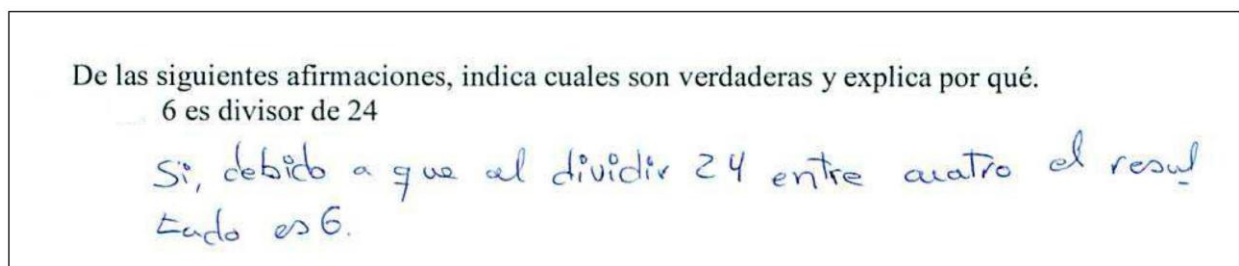 De las siguientes afirmaciones, indica cuales son verdaderas y explica por qué.
6 es divisor de 24
Si, debido a que al dividir 24 entre cuatro el resul
tado es 6.